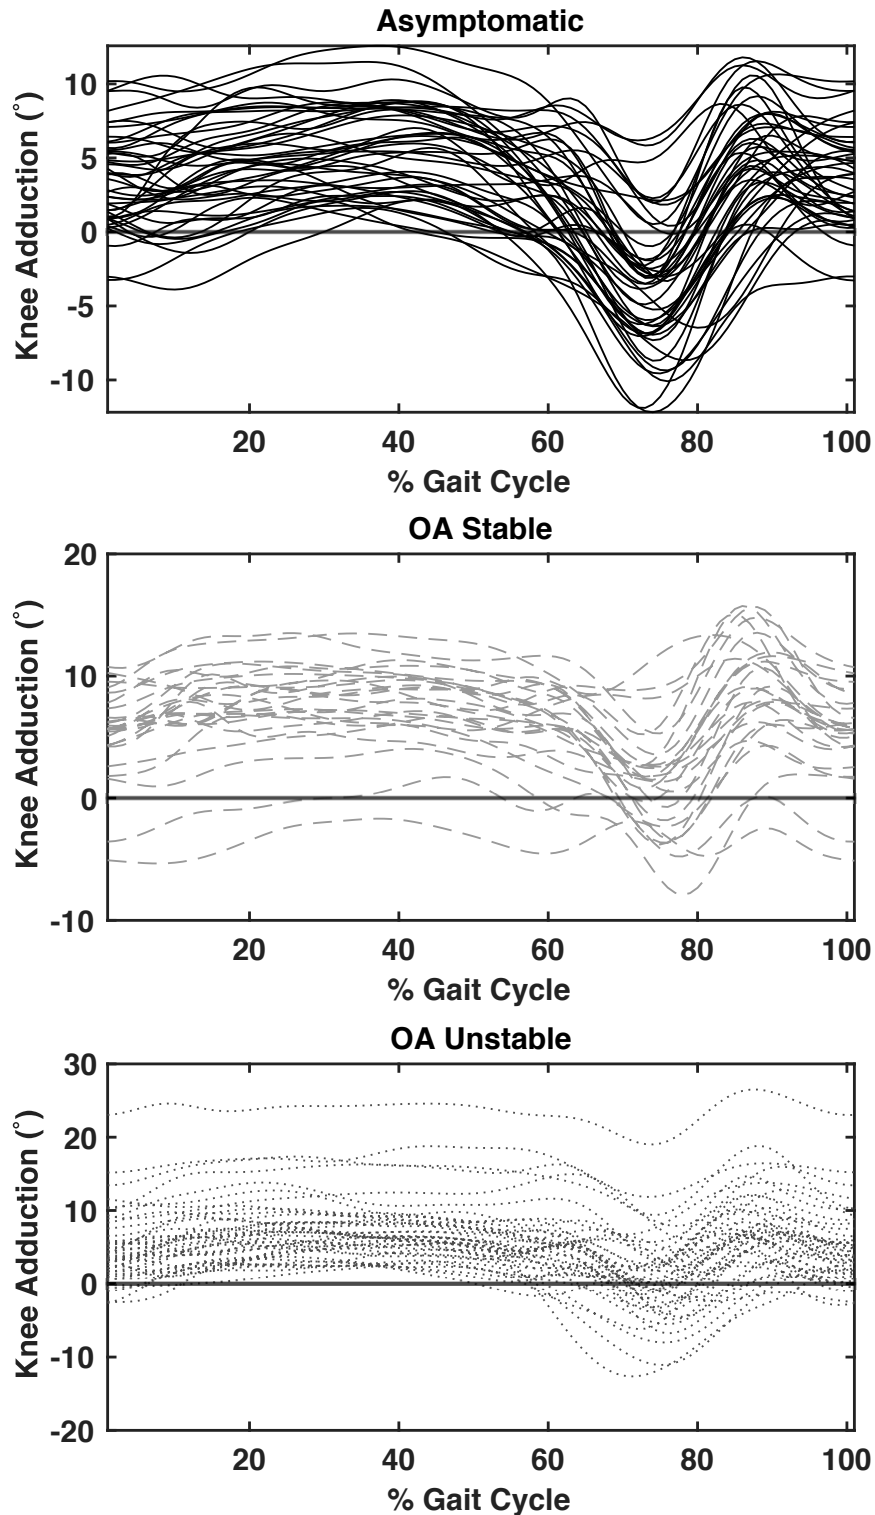 Asymptomatic
Knee Adduction (°)
10
5
0
-5
-10
20 40 60 80 100
% Gait Cycle
OA Stable
Knee Adduction (°)
20
10
0
-10
20 40 60 80 100
% Gait Cycle
OA Unstable
Knee Adduction (°)
30
20
10
0
-10
-20
20 40 60 80 100
% Gait Cycle